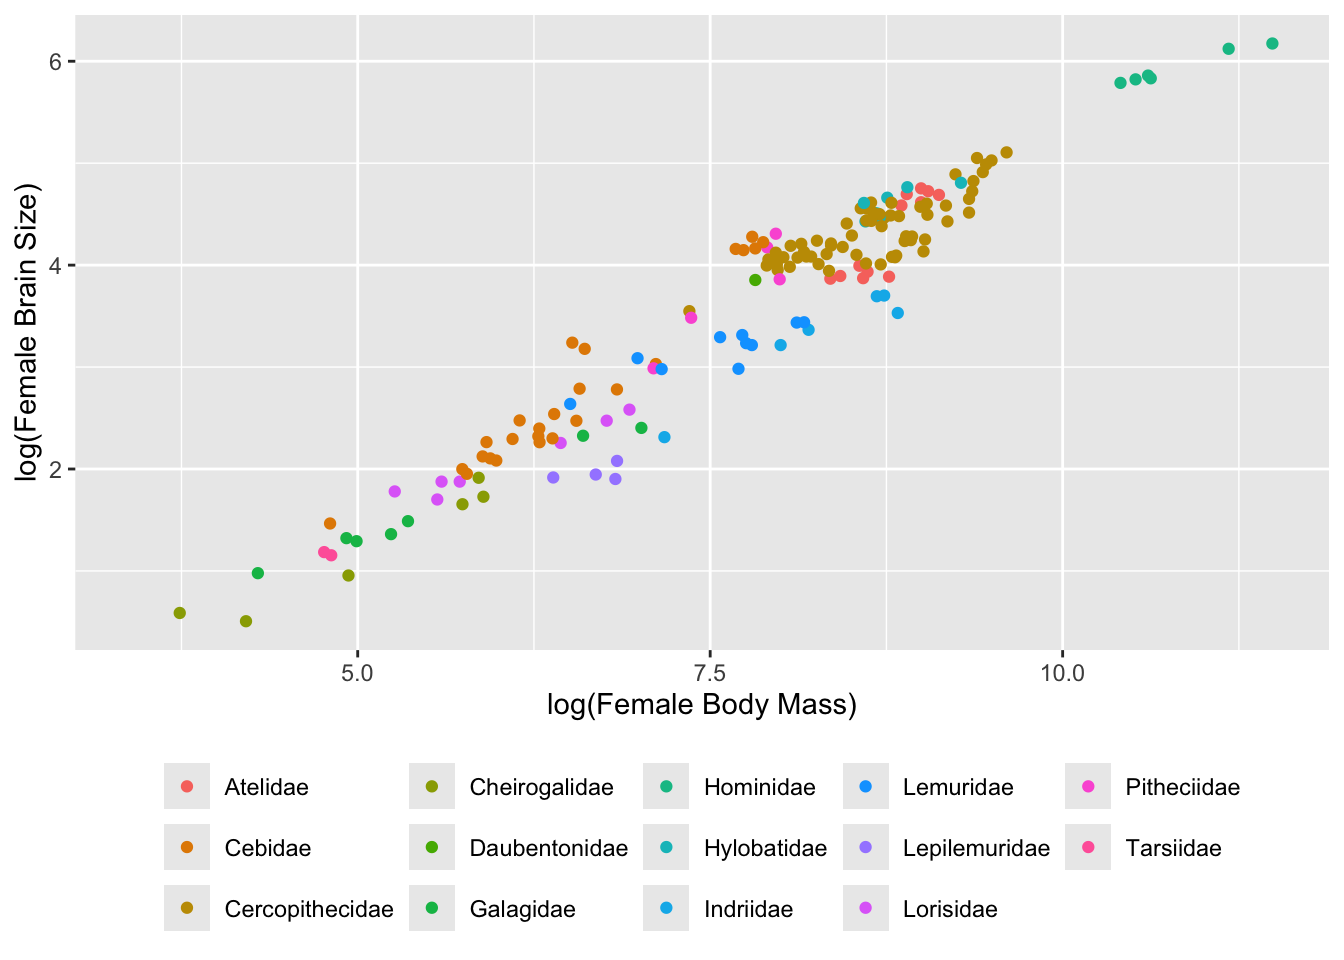 6
4
2
log(Female Brain Size)
5.0 7.5 10.0
log(Female Body Mass)
Atelidae Cheirogalidae Hominidae Lemuridae Pitheciidae
Cebidae Daubentonidae Hylobatidae Lepilemuridae Tarsiidae
Cercopithecidae Galagidae Indriidae Lorisidae